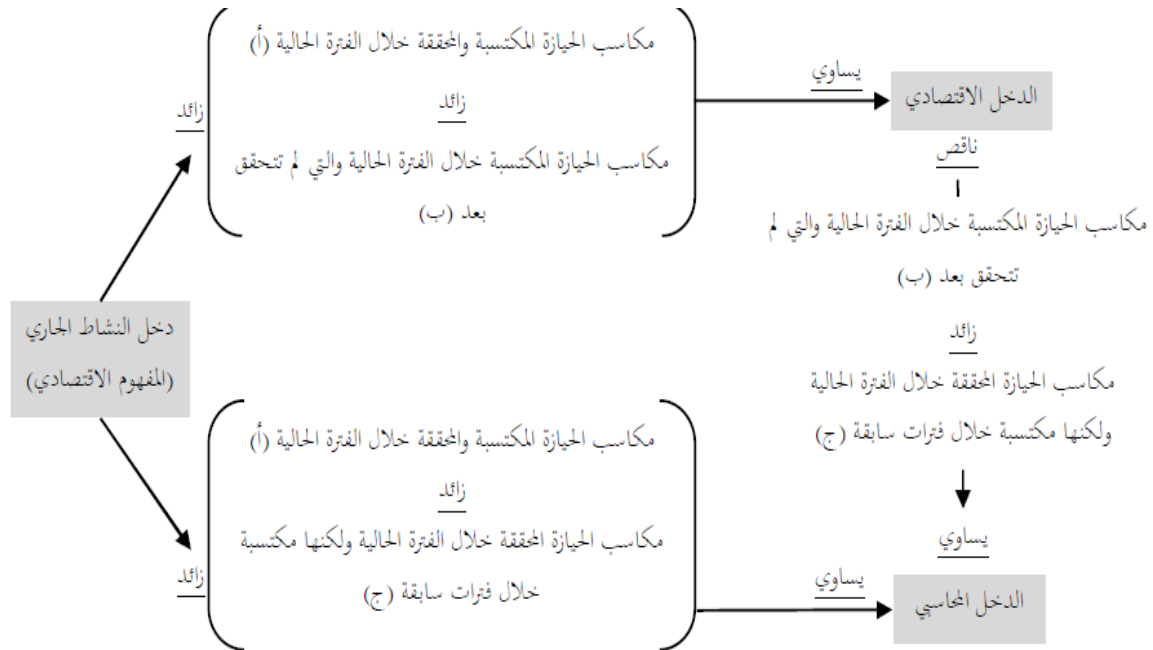 مكاسب الحيازة المكتسبة والمحققة خلال الفترة الحالية (أ)
زائد
مكاسب الحيازة المكتسبة خلال الفترة الحالية والتي لم تتحقق
بعد (ب)
زائد
يساوي
الدخل الاقتصادي
ناقص
مكاسب الحيازة المكتسبة خلال الفترة الحالية والتي لم
تتحقق بعد (ب)
زائد
مكاسب الحيازة المحققة خلال الفترة الحالية
ولكنها مكتسبة خلال فترات سابقة (ج)
يساوي
دخل النشاط الجاري
(المفهوم الاقتصادي)
زائد
مكاسب الحيازة المكتسبة والمحققة خلال الفترة الحالية (أ)
زائد
مكاسب الحيازة المحققة خلال الفترة الحالية ولكنها مكتسبة
خلال فترات سابقة (ج)
يساوي
الدخل المحاسبي